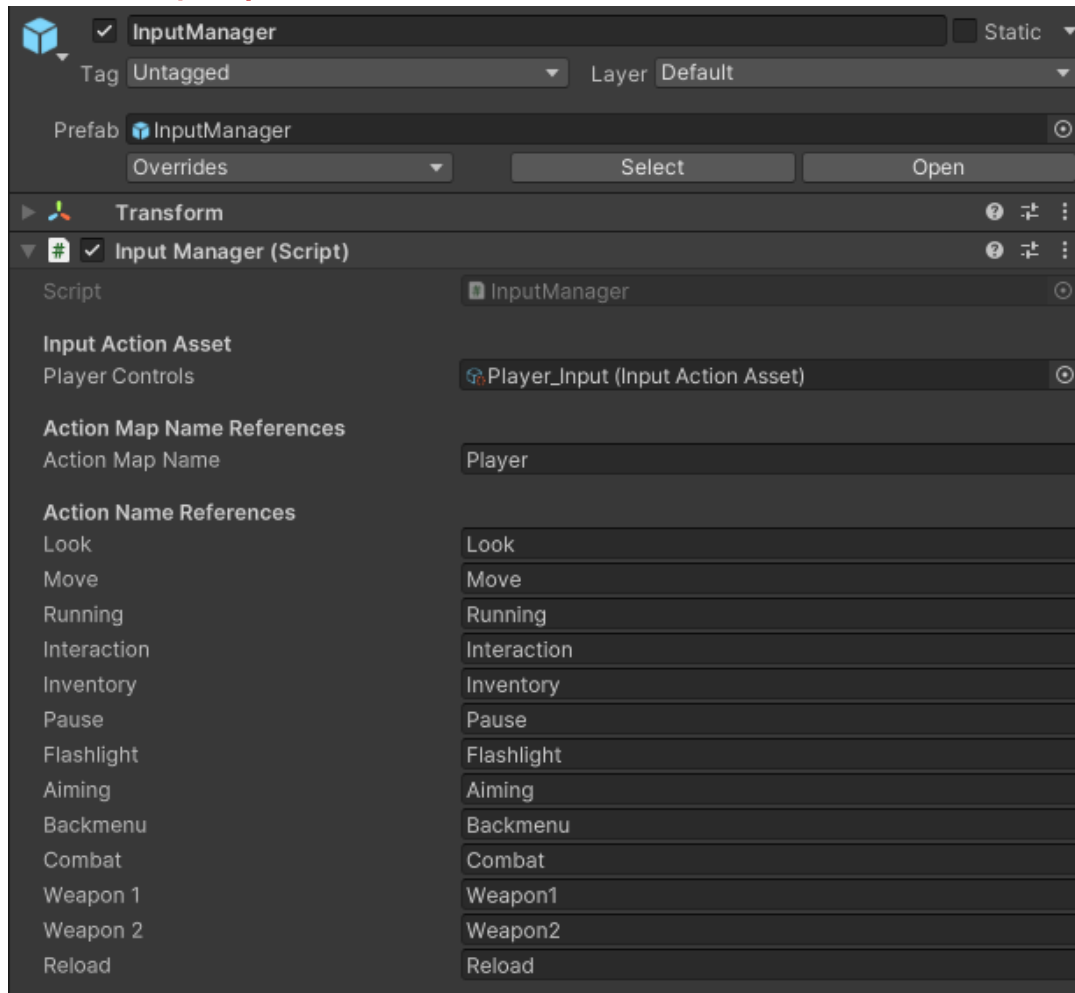 InputManager Static
Tag Untagged Layer Default
Prefab InputManager
Overrides Select Open
Transform
# Input Manager (Script)
Script # InputManager
Input Action Asset
Player Controls Player_Input (Input Action Asset)
Action Map Name References
Action Map Name Player
Action Name References
Look Look
Move Move
Running Running
Interaction Interaction
Inventory Inventory
Pause Pause
Flashlight Flashlight
Aiming Aiming
Backmenu Backmenu
Combat Combat
Weapon 1 Weapon1
Weapon 2 Weapon2
Reload Reload